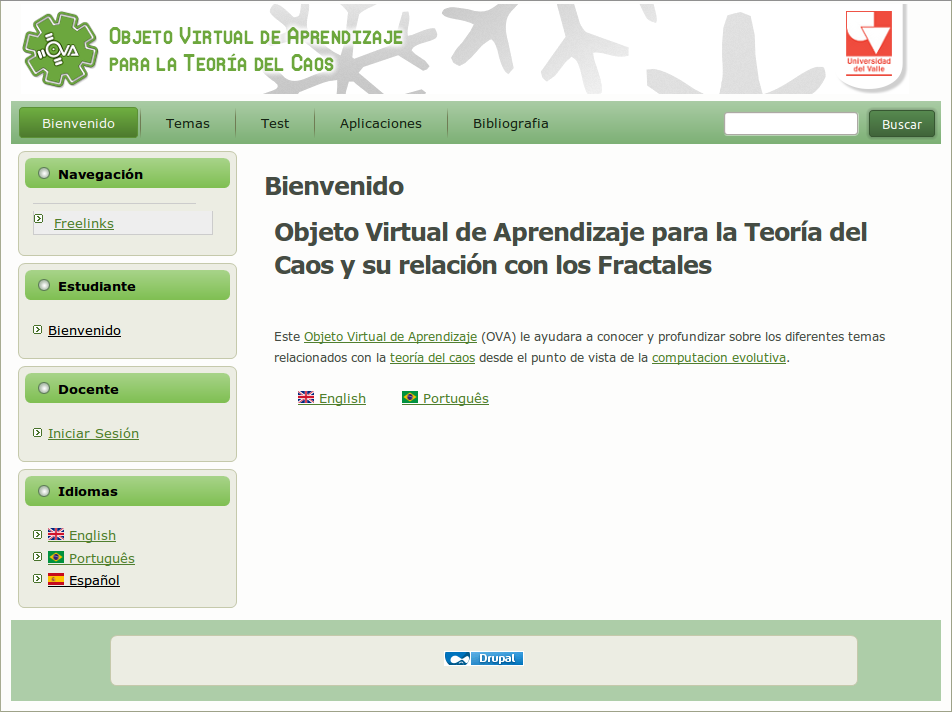 OVA
OBJETO VIRTUAL DE APRENDIZAJE
PARA LA TEORÍA DEL CAOS
Universidad
del Valle
Bienvenido Temas Test Aplicaciones Bibliografia Buscar
Navegación
Freelinks
Estudiante
Bienvenido
Docente
Iniciar Sesión
Idiomas
English
Português
Español
Bienvenido
Objeto Virtual de Aprendizaje para la Teoría del
Caos y su relación con los Fractales
Este Objeto Virtual de Aprendizaje (OVA) le ayudara a conocer y profundizar sobre los diferentes temas
relacionados con la teoría del caos desde el punto de vista de la computacion evolutiva.
English Português
Drupal